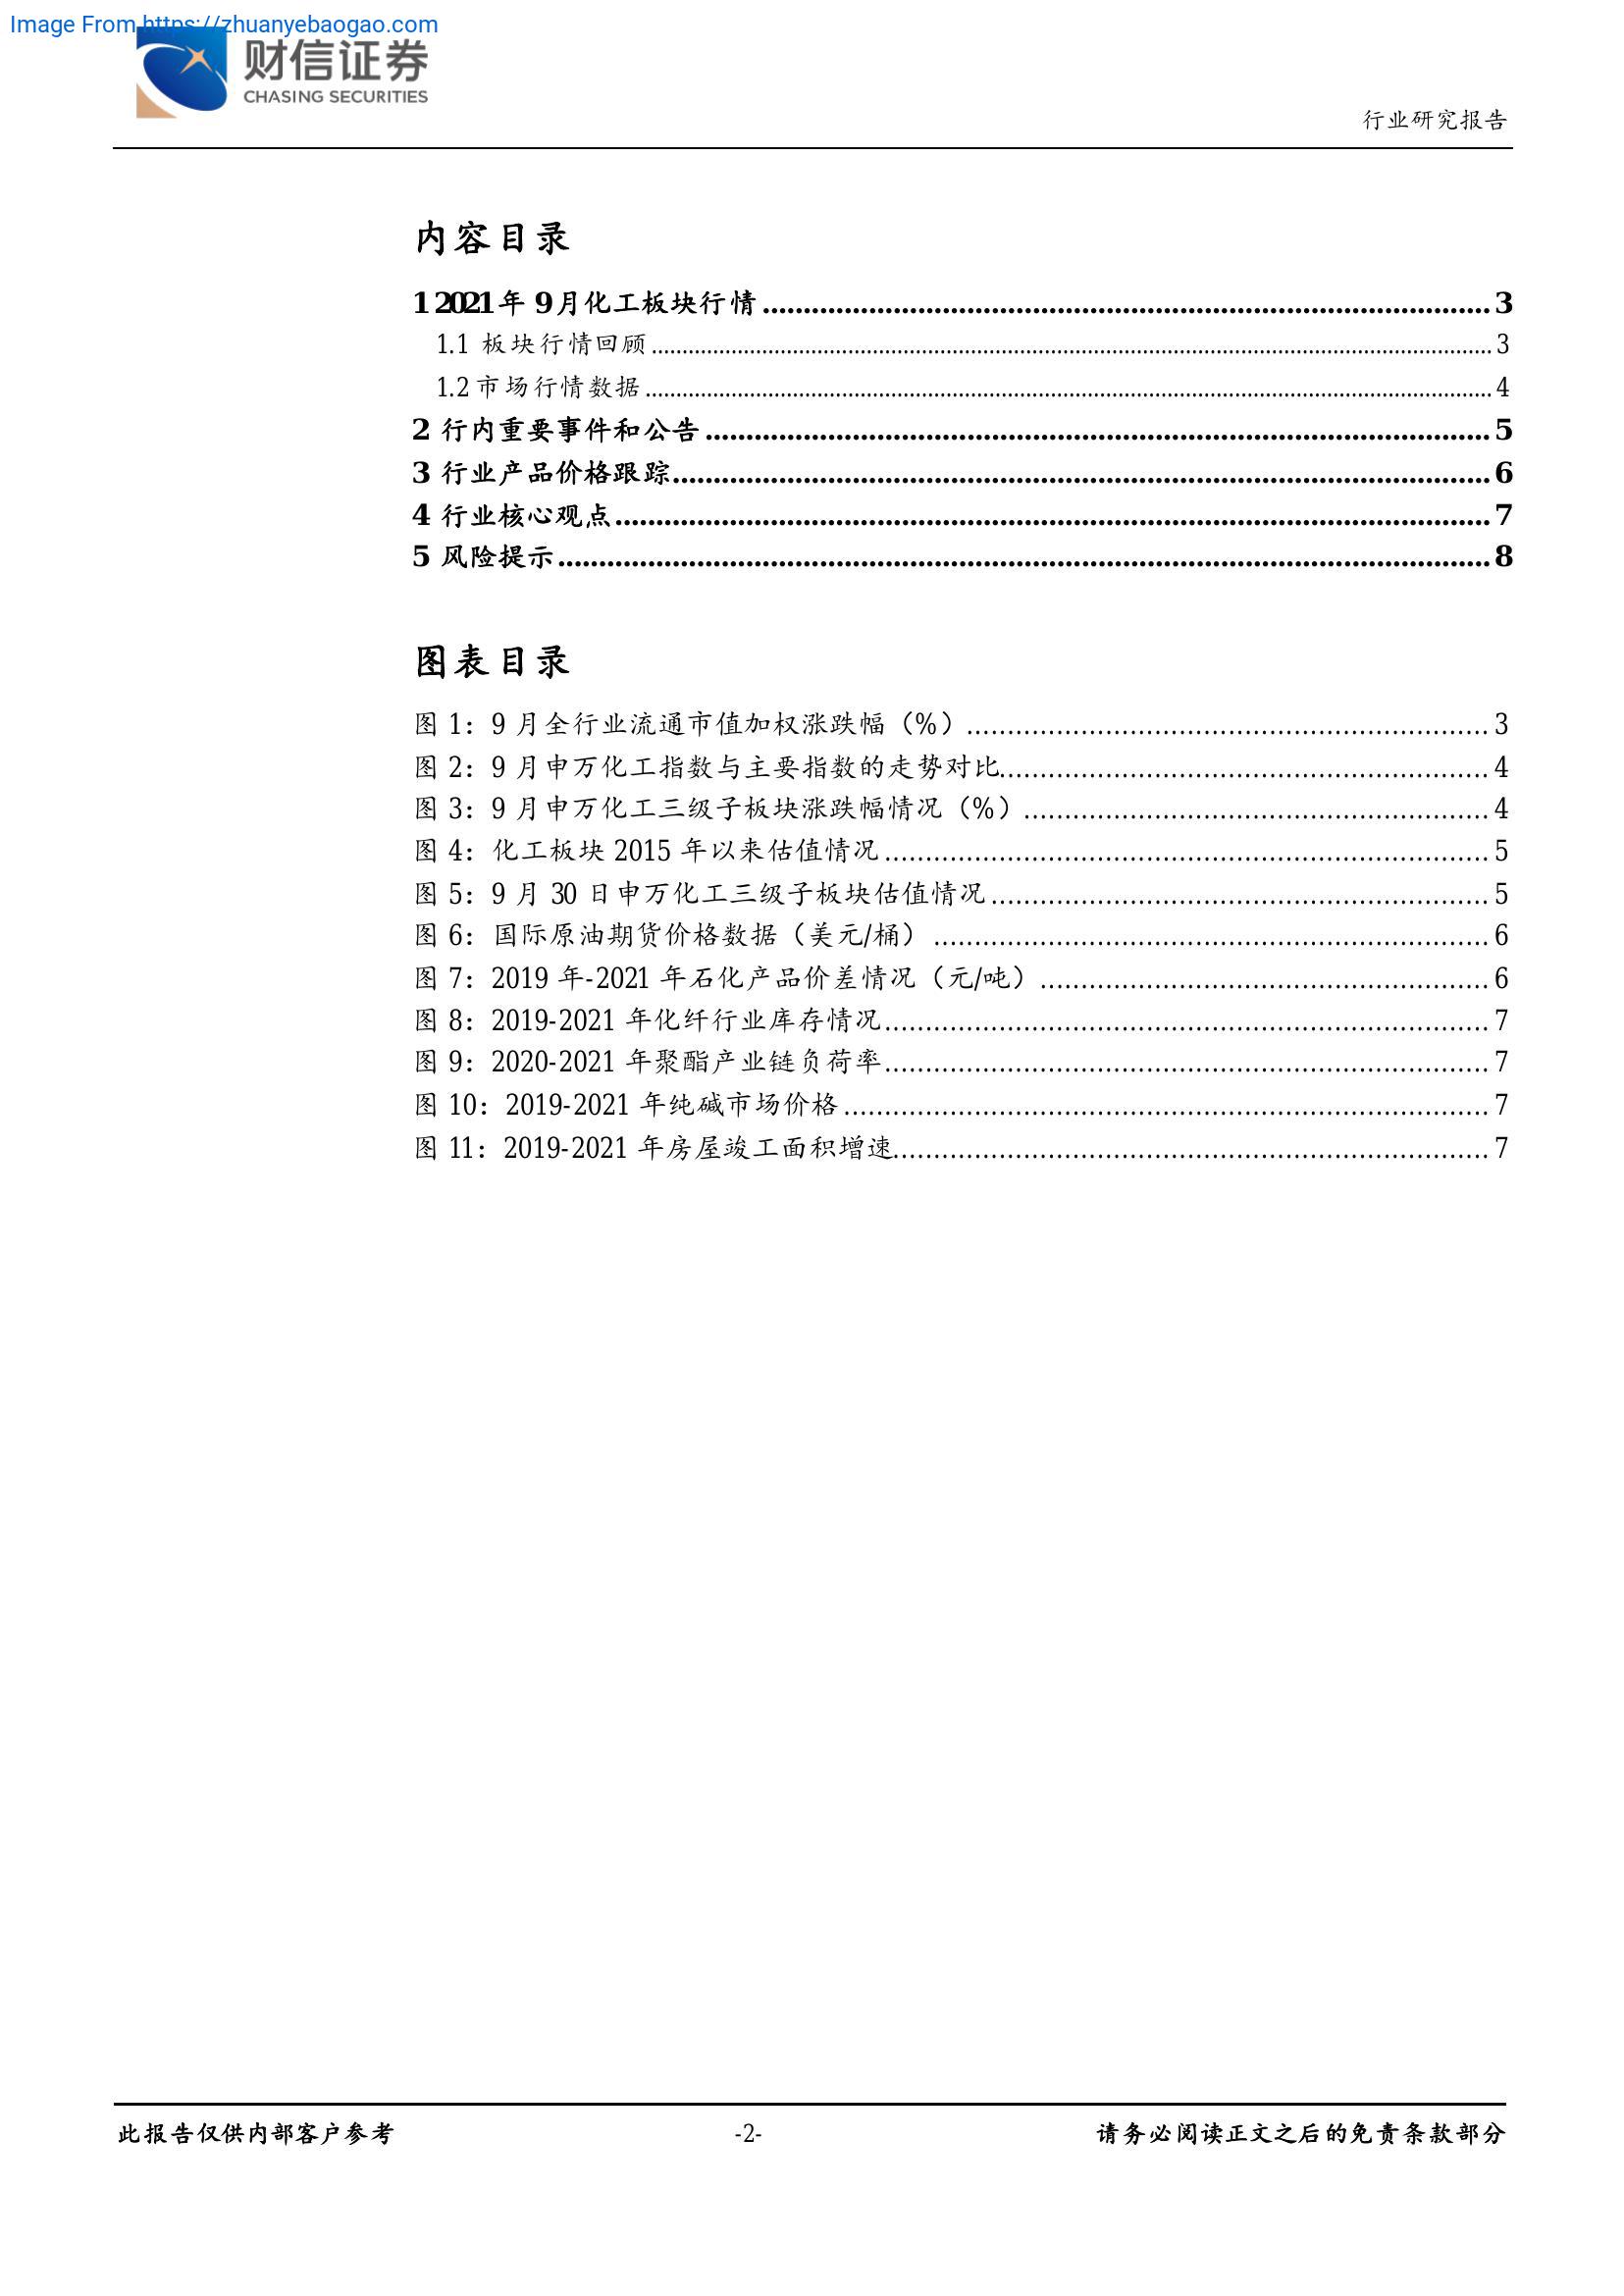 Image From https://zhuanyebaogao.com
财信证券
CHASING SECURITIES
行业研究报告
内容目录
1 2021年 9月化工板块行情........................3
1.1 板块行情回顾........................3
1.2 市场行情数据........................4
2 行内重要事件和公告........................5
3 行业产品价格跟踪........................6
4 行业核心观点........................7
5 风险提示........................8
图表目录
图 1：9 月全行业流通市值加权涨跌幅（%）........................3
图 2：9 月申万化工指数与主要指数的走势对比........................4
图 3：9 月申万化工三级子板块涨跌幅情况（%）........................4
图 4：化工板块 2015 年以来估值情况........................5
图 5：9 月 30 日申万化工三级子板块估值情况........................5
图 6：国际原油期货价格数据（美元/桶）........................6
图 7：2019 年-2021 年石化产品价差情况（元/吨）........................6
图 8：2019-2021 年化纤行业库存情况........................7
图 9：2020-2021 年聚酯产业链负荷率........................7
图 10：2019-2021 年纯碱市场价格........................7
图 11：2019-2021 年房屋竣工面积增速........................7
此报告仅供内部客户参考 -2- 请务必阅读正文之后的免责条款部分